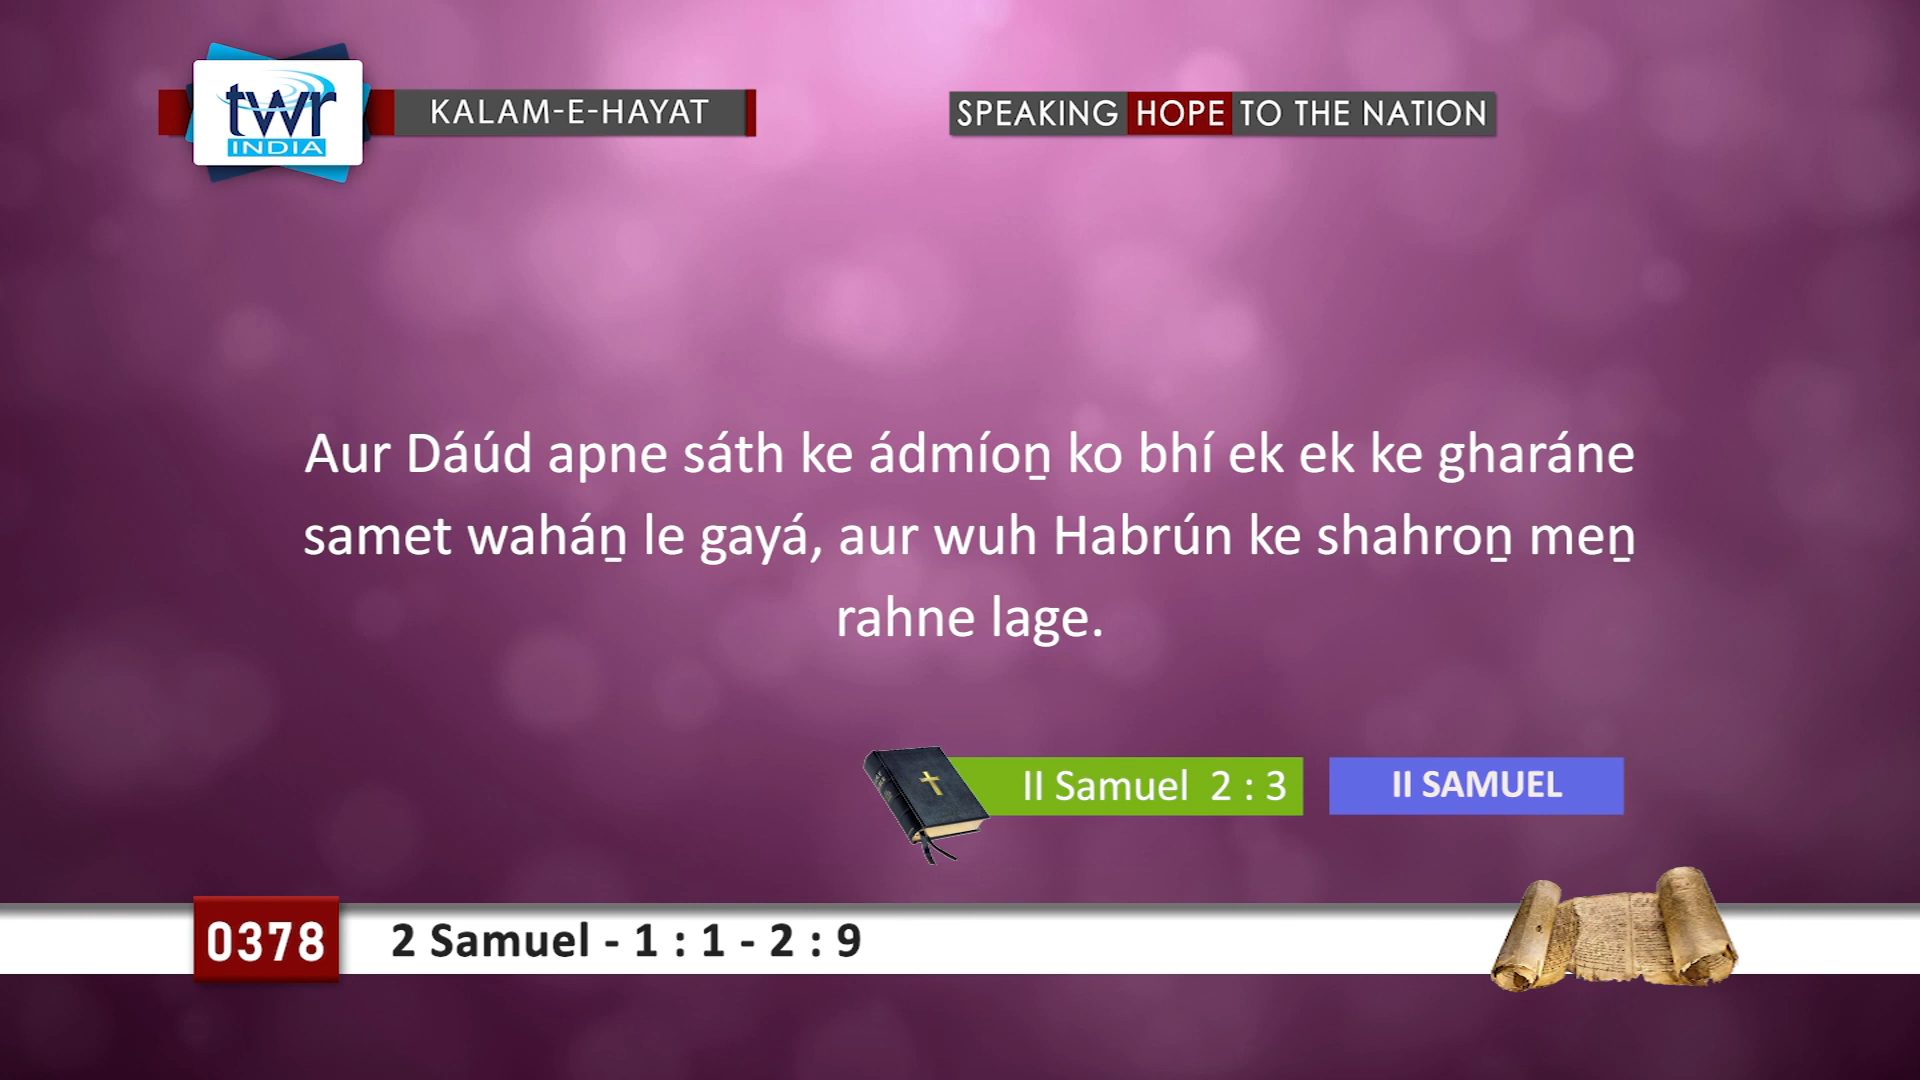 twr
INDIA
KALAM-E-HAYAT
SPEAKING HOPE TO THE NATION
Aur Dáúd apne sáth ke ádmíoṉ ko bhí ek ek ke gharáne
samet waháṉ le gayá, aur wuh Habrún ke shahroṉ meṉ
rahne lage.
II Samuel 2 : 3
II SAMUEL
0378
2 Samuel - 1 : 1 - 2 : 9